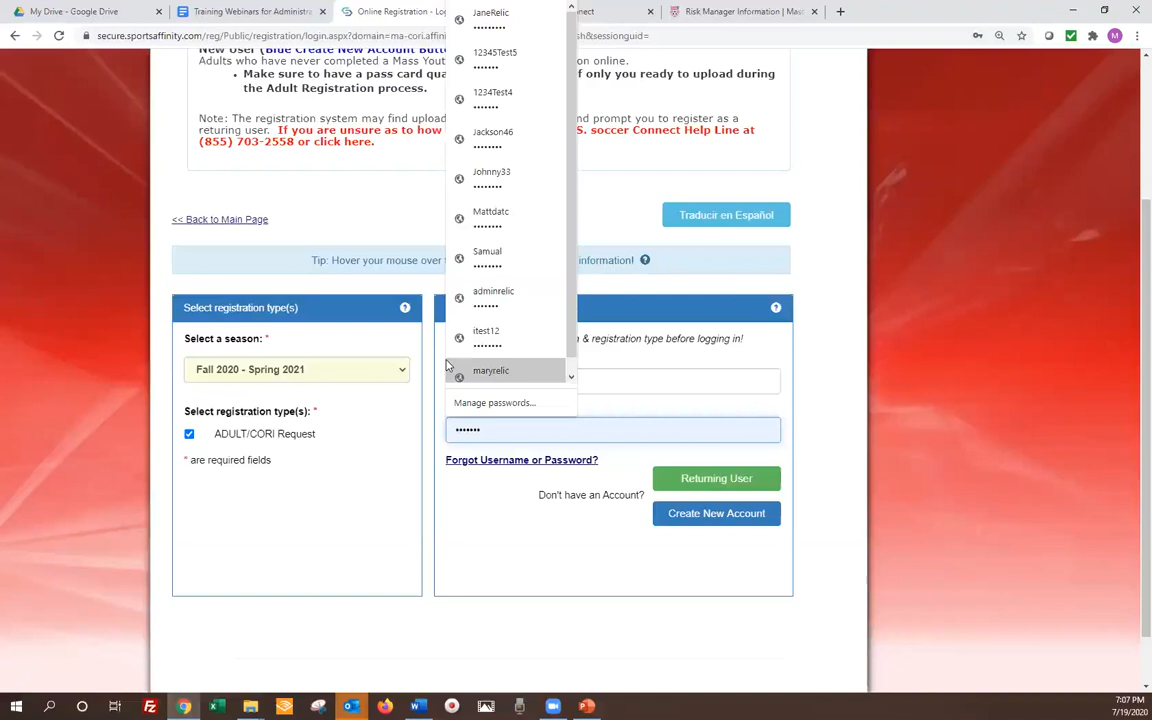 My Drive - Google Drive
Training Webinars for Administra
Online Registration - Log
nect
Risk Manager Information | Mas
secure.sportsaffinity.com/reg/public/registration/login.aspx?domain=ma-cori.affini
sh&sessionguid=
New User (Blue Create New Account Butt
Adults who have never completed a Mass Yout
on online.
• Make sure to have a pass card qua
f only you ready to upload during
the Adult Registration process.
Note: The registration system may find upload
nd prompt you to register as a
returing user. If you are unsure as to how
S. soccer Connect Help Line at
(855) 703-2558 or click here.
<< Back to Main Page
Traducir en Español
Tip: Hover your mouse over t
information!
Select registration type(s)
Select a season: *
Fall 2020 - Spring 2021
Select registration type(s): *
ADULT/CORI Request
* are required fields
& registration type before logging in!
JaneRelic
•••••••••
12345Test5
•••••••
1234Test4
•••••••
Jackson46
••••••••
Johnny33
••••••••
Mattdatc
••••••••
Samual
••••••••
adminrelic
•••••••
itest12
••••••••
maryrelic
Manage passwords...
•••••••
Forgot Username or Password?
Returning User
Don't have an Account?
Create New Account
7:07 PM
7/19/2020